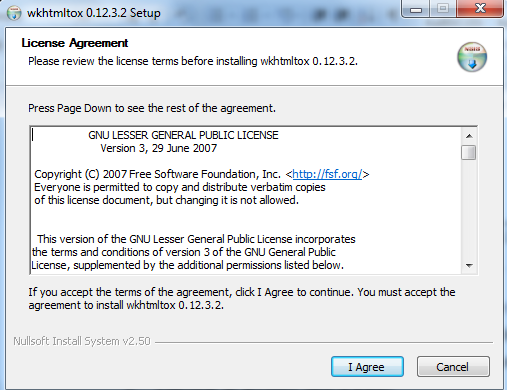 wkhtmltox 0.12.3.2 Setup
License Agreement
Please review the license terms before installing wkhtmltox 0.12.3.2.
Press Page Down to see the rest of the agreement.
GNU LESSER GENERAL PUBLIC LICENSE
Version 3, 29 June 2007
Copyright (C) 2007 Free Software Foundation, Inc. <http://fsf.org/>
Everyone is permitted to copy and distribute verbatim copies
of this license document, but changing it is not allowed.
This version of the GNU Lesser General Public License incorporates
the terms and conditions of version 3 of the GNU General Public
License, supplemented by the additional permissions listed below.
If you accept the terms of the agreement, click I Agree to continue. You must accept the
agreement to install wkhtmltox 0.12.3.2.
Nullsoft Install System v2.50
I Agree
Cancel